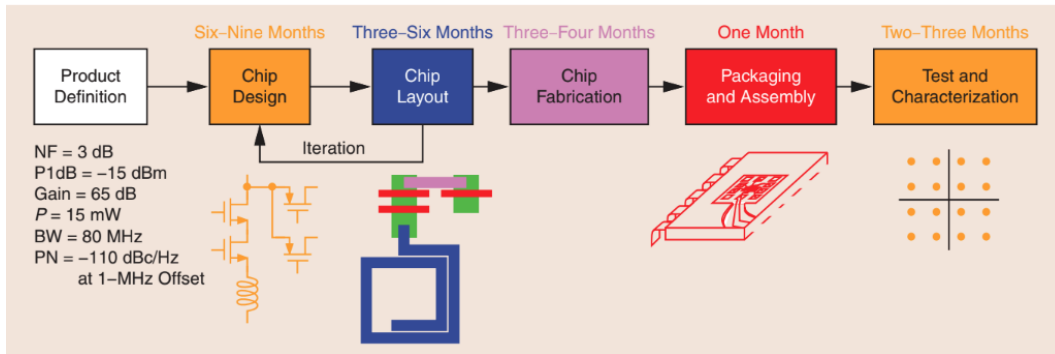 Six–Nine Months
Three–Six Months
Three–Four Months
One Month
Two–Three Months
Product
Definition
Chip
Design
Chip
Layout
Chip
Fabrication
Packaging
and Assembly
Test and
Characterization
Iteration
NF = 3 dB
P1dB = –15 dBm
Gain = 65 dB
P = 15 mW
BW = 80 MHz
PN = –110 dBc/Hz
at 1–MHz Offset